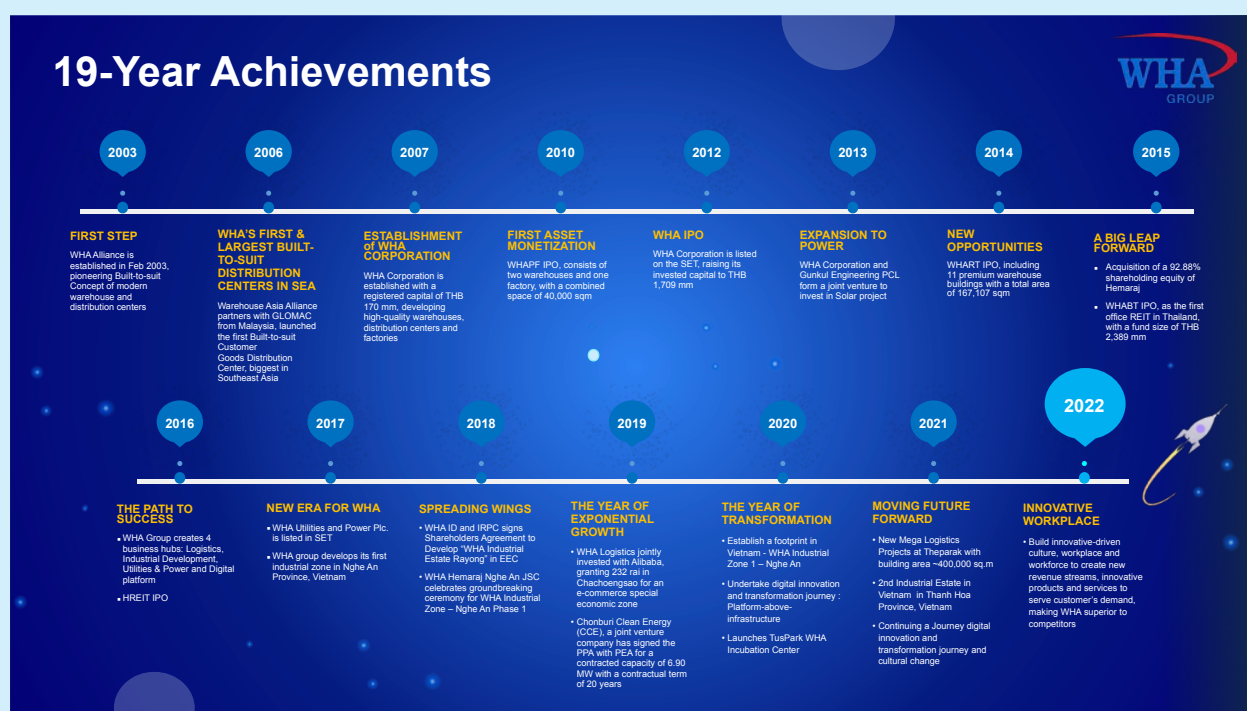 19-Year Achievements
WHA
GROUP
2003
2006
2007
2010
2012
2013
2014
2015
FIRST STEP
WHA Alliance is
established in Feb 2003,
pioneering Built-to-suit
Concept of modern
warehouse and
distribution centers
WHA'S FIRST &
LARGEST BUILT-
TO-SUIT
DISTRIBUTION
CENTERS IN SEA
Warehouse Asia Alliance
partners with GLOMAC
from Malaysia, launched
the first Built-to-suit
Customer
Goods Distribution
Center, biggest in
Southeast Asia
ESTABLISHMENT
of WHA
CORPORATION
WHA Corporation is
established with a
registered capital of THB
170 mm, developing
high-quality warehouses,
distribution centers and
factories
FIRST ASSET
MONETIZATION
WHAPF IPO, consists of
two warehouses and one
factory, with a combined
space of 40,000 sqm
WHA IPO
WHA Corporation is listed
on the SET, raising its
invested capital to THB
1,709 mm
EXPANSION TO
POWER
WHA Corporation and
Gunkul Engineering PCL
form a joint venture to
invest in Solar project
NEW
OPPORTUNITIES
WHART IPO, including
11 premium warehouse
buildings with a total area
of 167,107 sqm
A BIG LEAP
FORWARD
▪ Acquisition of a 92.88%
shareholding equity of
Hemaraj
▪ WHABT IPO, as the first
office REIT in Thailand,
with a fund size of THB
2,389 mm
2016
2017
2018
2019
2020
2021
2022
THE PATH TO
SUCCESS
▪ WHA Group creates 4
business hubs: Logistics,
Industrial Development,
Utilities & Power and Digital
platform
▪ HREIT IPO
NEW ERA FOR WHA
▪ WHA Utilities and Power Plc.
is listed in SET
▪ WHA group develops its first
industrial zone in Nghe An
Province, Vietnam
SPREADING WINGS
• WHA ID and IRPC signs
Shareholders Agreement to
Develop "WHA Industrial
Estate Rayong" in EEC
• WHA Hemaraj Nghe An JSC
celebrates groundbreaking
ceremony for WHA Industrial
Zone – Nghe An Phase 1
THE YEAR OF
EXPONENTIAL
GROWTH
• WHA Logistics jointly
invested with Alibaba,
granting 232 rai in
Chachoengsao for an
e-commerce special
economic zone
• Chonburi Clean Energy
(CCE), a joint venture
company has signed the
PPA with PEA for a
contracted capacity of 6.90
MW with a contractual term
of 20 years
THE YEAR OF
TRANSFORMATION
• Establish a footprint in
Vietnam - WHA Industrial
Zone 1 – Nghe An
• Undertake digital innovation
and transformation journey :
Platform-above-
infrastructure
• Launches TusPark WHA
Incubation Center
MOVING FUTURE
FORWARD
• New Mega Logistics
Projects at Theparak with
building area ~400,000 sq.m
• 2nd Industrial Estate in
Vietnam in Thanh Hoa
Province, Vietnam
• Continuing a Journey digital
innovation and
transformation journey and
cultural change
INNOVATIVE
WORKPLACE
• Build innovative-driven
culture, workplace and
workforce to create new
revenue streams, innovative
products and services to
serve customer's demand,
making WHA superior to
competitors